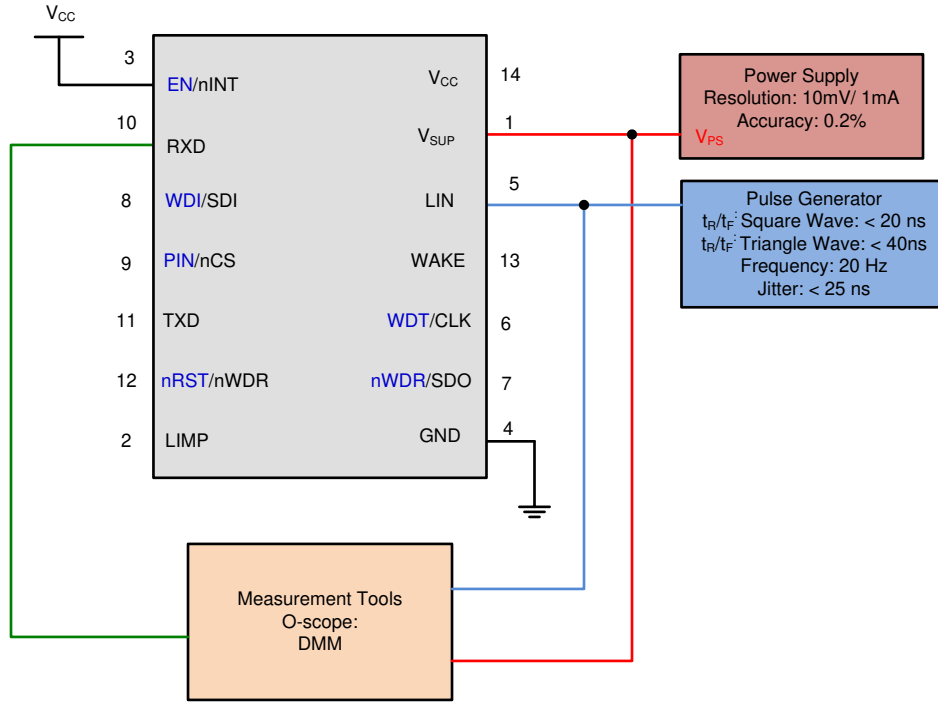 VCC
3
EN/nINT
10
RXD
8
WDI/SDI
9
PIN/nCS
11
TXD
12
nRST/nWDR
2
LIMP
VCC
14
VSUP
1
LIN
5
WAKE
13
WDT/CLK
6
nWDR/SDO
7
GND
4
Power Supply
Resolution: 10mV/ 1mA
Accuracy: 0.2%
VPS
Pulse Generator
tR/tF: Square Wave: < 20 ns
tR/tF: Triangle Wave: < 40ns
Frequency: 20 Hz
Jitter: < 25 ns
Measurement Tools
O-scope:
DMM